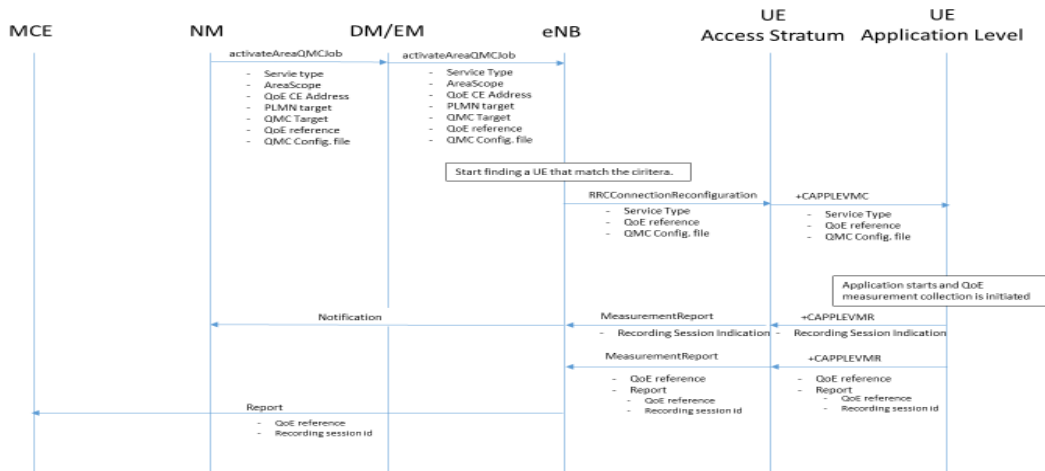 MCE
NM
DM/EM
eNB
UE
Access Stratum
UE
Application Level
activateAreaQMCJob
- Servie type
- AreaScope
- QoE CE Address
- PLMN target
- QMC Target
- QoE reference
- QMC Config. file
activateAreaQMCJob
- Service Type
- AreaScope
- QoE CE Address
- PLMN target
- QMC Target
- QoE reference
- QMC Config. file
Start finding a UE that match the ciritera.
RRCConnectionReconfiguration
- Service Type
- QoE reference
- QMC Config. file
+CAPPLEVMC
- Service Type
- QoE reference
- QMC Config. file
Application starts and QoE
measurement collection is initiated
Notification
MeasurementReport
- Recording Session Indication
+CAPPLEVMR
- Recording Session Indication
MeasurementReport
- QoE reference
- Report
- QoE reference
- Recording session id
+CAPPLEVMR
- QoE reference
- Report
- QoE reference
- Recording session id
Report
- QoE reference
- Recording session id